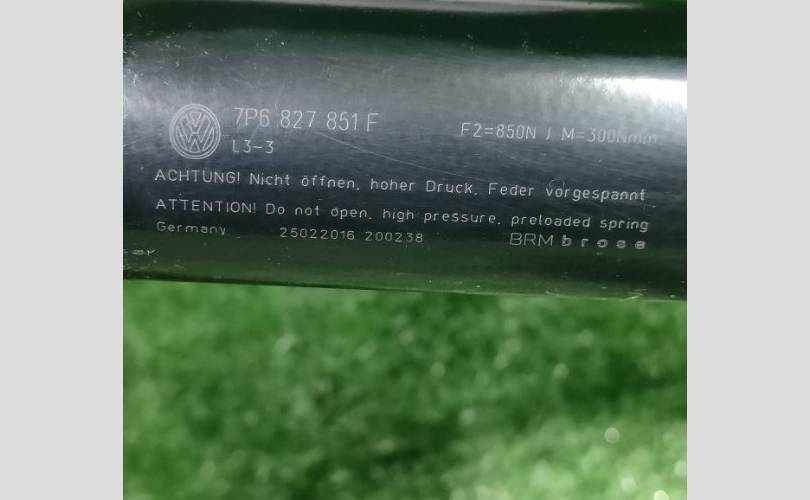 7P6 827 851 F
F2=850N / M=300Nmm
L3-3
ACHTUNG! Nicht öffnen, hoher Druck, Feder vorgespannt
ATTENTION! Do not open, high pressure, preloaded spring
Germany 25022016 200238 BRM brose